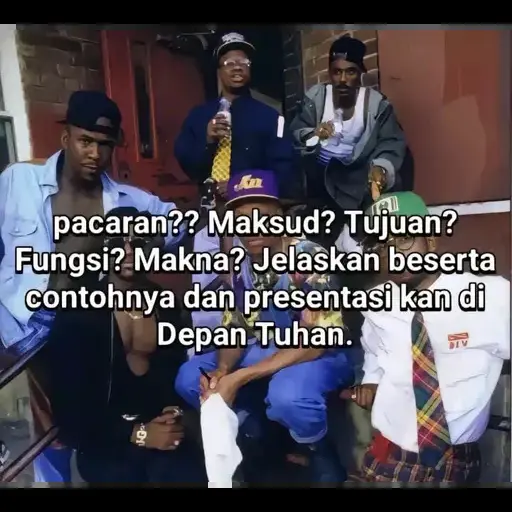 pacaran?? Maksud? Tujuan?
Fungsi? Makna? Jelaskan beserta
contohnya dan presentasi kan di
Depan Tuhan.